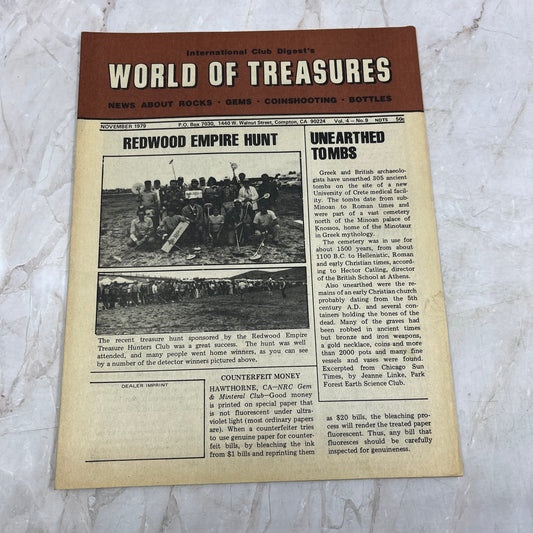 International Club Digest's
WORLD OF TREASURES
NEWS ABOUT ROCKS · GEMS · COINSHOOTING · BOTTLES
NOVEMBER 1979 P.O. Box 7030, 1440 W. Walnut Street, Compton, CA 90224 Vol. 4 — No. 9 NDTS 50¢
REDWOOD EMPIRE HUNT
The recent treasure hunt sponsored by the Redwood Empire
Treasure Hunters Club was a great success. The hunt was well
attended, and many people went home winners, as you can see
by a number of the detector winners pictured above.
UNEARTHED
TOMBS
Greek and British archaeolo-
gists have unearthed 305 ancient
tombs on the site of a new
University of Crete medical facil-
ity. The tombs date from sub-
Minoan to Roman times and
were part of a vast cemetery
north of the Minoan palace of
Knossos, home of the Minotaur
in Greek mythology.
The cemetery was in use for
about 1500 years, from about
1100 B.C. to Hellenistic, Roman
and early Christian times, accord-
ing to Hector Catling, director
of the British School at Athens.
Also unearthed were the re-
mains of an early Christian church
probably dating from the 5th
century A.D. and several con-
tainers holding the bones of the
dead. Many of the graves had
been robbed in ancient times
but bronze and iron weapons,
a gold necklace, coins and more
than 2000 pots and many fine
vessels and vases were found.
Excerpted from Chicago Sun
Times, by Jeanne Linke, Park
Forest Earth Science Club.
DEALER IMPRINT
COUNTERFEIT MONEY
HAWTHORNE, CA—NRC Gem
& Minteral Club—Good money
is printed on special paper that
is not fluorescent under ultra-
violet light (most ordinary papers
are). When a counterfeiter tries
to use genuine paper for counter-
feit bills, by bleaching the ink
from $1 bills and reprinting them
as $20 bills, the bleaching pro-
cess will render the treated paper
fluorescent. Thus, any bill that
fluoresces should be carefully
inspected for genuineness.